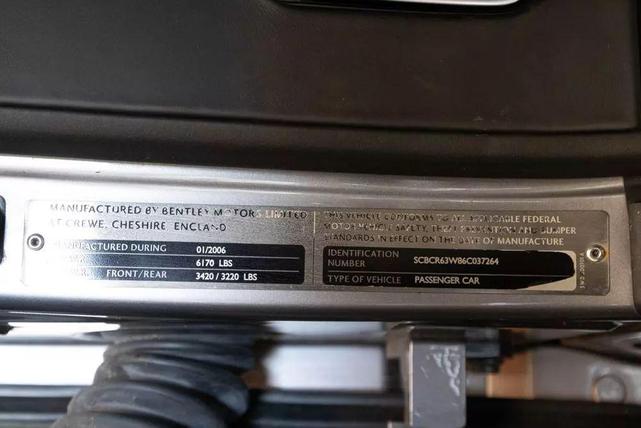 MANUFACTURED BY BENTLEY MOTORS LIMITED
AT CREWE, CHESHIRE ENGLAND
MANUFACTURED DURING 01/2006
6170 LBS
FRONT/REAR 3420 / 3220 LBS
THIS VEHICLE CONFORMS TO ALL APPLICABLE FEDERAL
MOTOR VEHICLE SAFETY, THEFT PREVENTION AND BUMPER
STANDARDS IN EFFECT ON THE DATE OF MANUFACTURE
IDENTIFICATION
NUMBER SCBCR63W86C037264
TYPE OF VEHICLE PASSENGER CAR